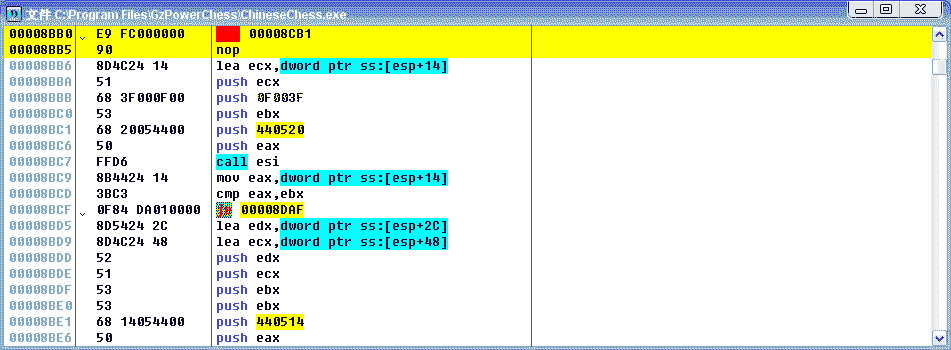 文件 C:\Program Files\GzPowerChess\ChineseChess.exe
00008BB0 E9 FC000000 00008CB1
00008BB5 90 nop
00008BB6 8D4C24 14 lea ecx,dword ptr ss:[esp+14]
00008BBA 51 push ecx
00008BBB 68 3F000F00 push 0F003F
00008BC0 53 push ebx
00008BC1 68 20054400 push 440520
00008BC6 50 push eax
00008BC7 FFD6 call esi
00008BC9 8B4424 14 mov eax,dword ptr ss:[esp+14]
00008BCD 3BC3 cmp eax,ebx
00008BCF 0F84 DA010000 00008DAF
00008BD5 8D5424 2C lea edx,dword ptr ss:[esp+2C]
00008BD9 8D4C24 48 lea ecx,dword ptr ss:[esp+48]
00008BDD 52 push edx
00008BDE 51 push ecx
00008BDF 53 push ebx
00008BE0 53 push ebx
00008BE1 68 14054400 push 440514
00008BE6 50 push eax